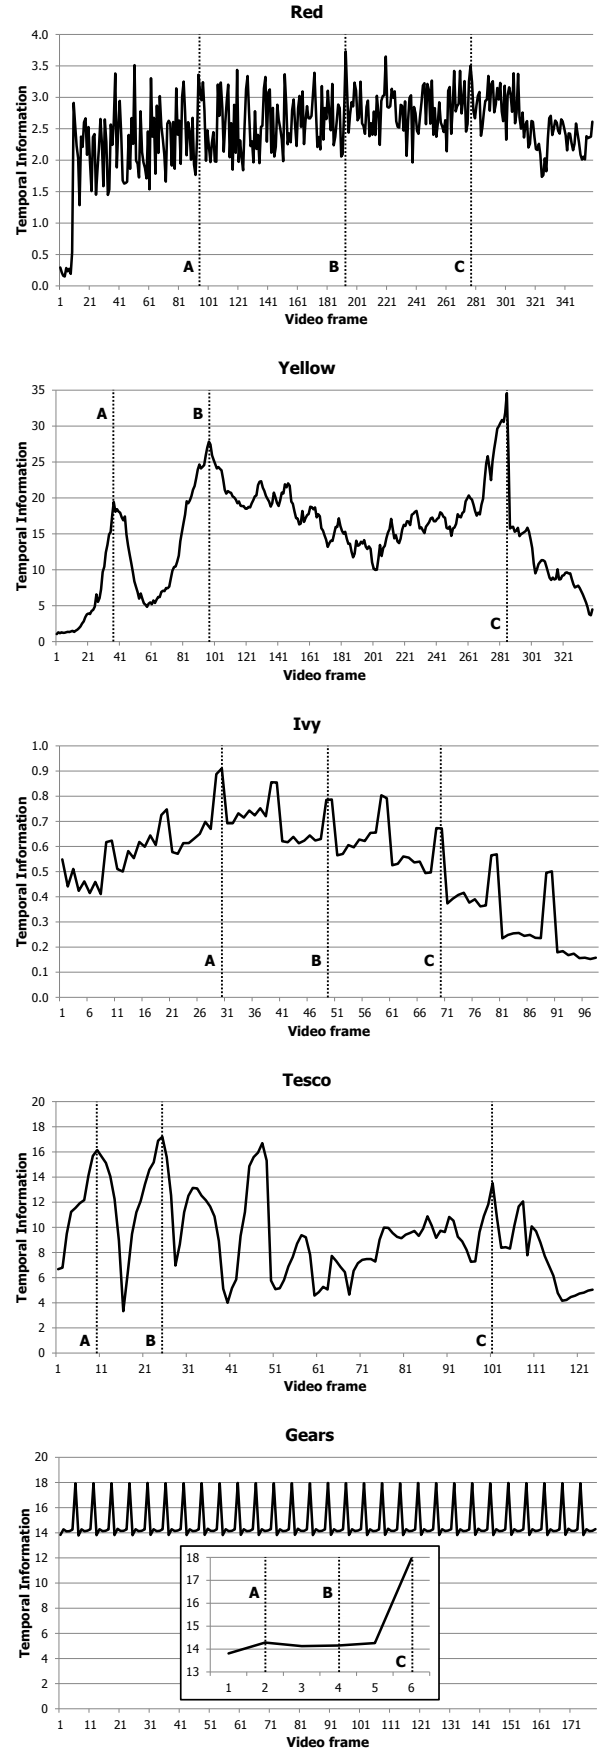 Red
4.0
3.5
3.0
2.5
2.0
1.5
1.0
0.5
0.0
Temporal Information
A B C
1 21 41 61 81 101 121 141 161 181 201 221 241 261 281 301 321 341
Video frame
Yellow
35
30
25
20
15
10
5
0
Temporal Information
A B
C
1 21 41 61 81 101 121 141 161 181 201 221 241 261 281 301 321
Video frame
Ivy
1.0
0.9
0.8
0.7
0.6
0.5
0.4
0.3
0.2
0.1
0.0
Temporal Information
A B C
1 6 11 16 21 26 31 36 41 46 51 56 61 66 71 76 81 86 91 96
Video frame
Tesco
20
18
16
14
12
10
8
6
4
2
0
Temporal Information
A B C
1 11 21 31 41 51 61 71 81 91 101 111 121
Video frame
Gears
20
18
16
14
12
10
8
6
4
2
0
Temporal Information
18
17
16
15
14
13
A B
C
1 2 3 4 5 6
1 11 21 31 41 51 61 71 81 91 101 111 121 131 141 151 161 171
Video frame